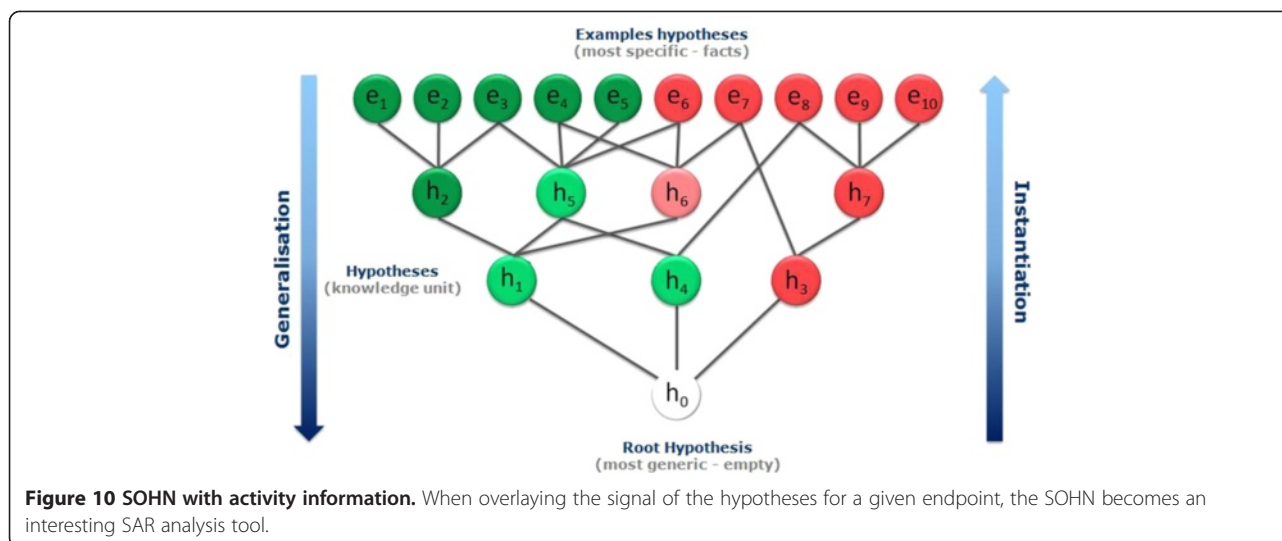 Examples hypotheses
(most specific - facts)
e1 e2 e3 e4 e5 e6 e7 e8 e9 e10
h2 h5 h6 h7
Generalisation
Instantiation
Hypotheses
(knowledge unit)
h1 h4 h3
h0
Root Hypothesis
(most generic - empty)
Figure 10 SOHN with activity information. When overlaying the signal of the hypotheses for a given endpoint, the SOHN becomes an
interesting SAR analysis tool.